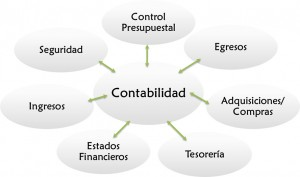 Control
Presupuestal
Seguridad
Egresos
Contabilidad
Ingresos
Adquisiciones/
Compras
Estados
Financieros
Tesorería